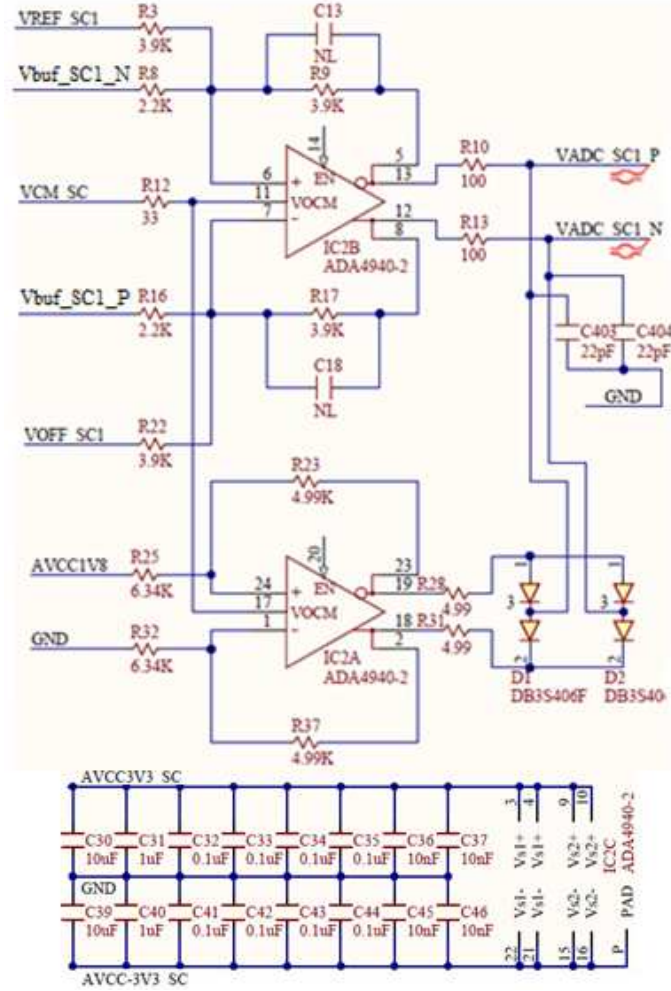 VREF_SC1
R3
3.9K
C13
NL
Vbuf_SC1_N
R8
2.2K
R9
3.9K
14
EN
5
13
R10
100
VADC_SC1_P
6
+
VCM_SC
R12
33
11
VOCM
7
-
12
8
R13
100
VADC_SC1_N
IC2B
ADA4940-2
Vbuf_SC1_P
R16
2.2K
R17
3.9K
C18
NL
C403
22pF
C404
22pF
GND
VOFF_SC1
R22
3.9K
R23
4.99K
20
EN
23
19
R28
4.99
AVCC1V8
R25
6.34K
24
+
17
VOCM
1
-
18
2
R31
4.99
GND
R32
6.34K
IC2A
ADA4940-2
R37
4.99K
1
3
2
D1
DB3S406F
1
3
2
D2
DB3S40
AVCC3V3_SC
C30
10uF
C31
1uF
C32
0.1uF
C33
0.1uF
C34
0.1uF
C35
0.1uF
C36
10nF
C37
10nF
GND
C39
10uF
C40
1uF
C41
0.1uF
C42
0.1uF
C43
0.1uF
C44
0.1uF
C45
10nF
C46
10nF
AVCC-3V3_SC
3
Vs1+
4
Vs1+
9
Vs2+
10
Vs2+
22
Vs1-
21
Vs1-
15
Vs2-
16
Vs2-
P
PAD
IC2C
ADA4940-2